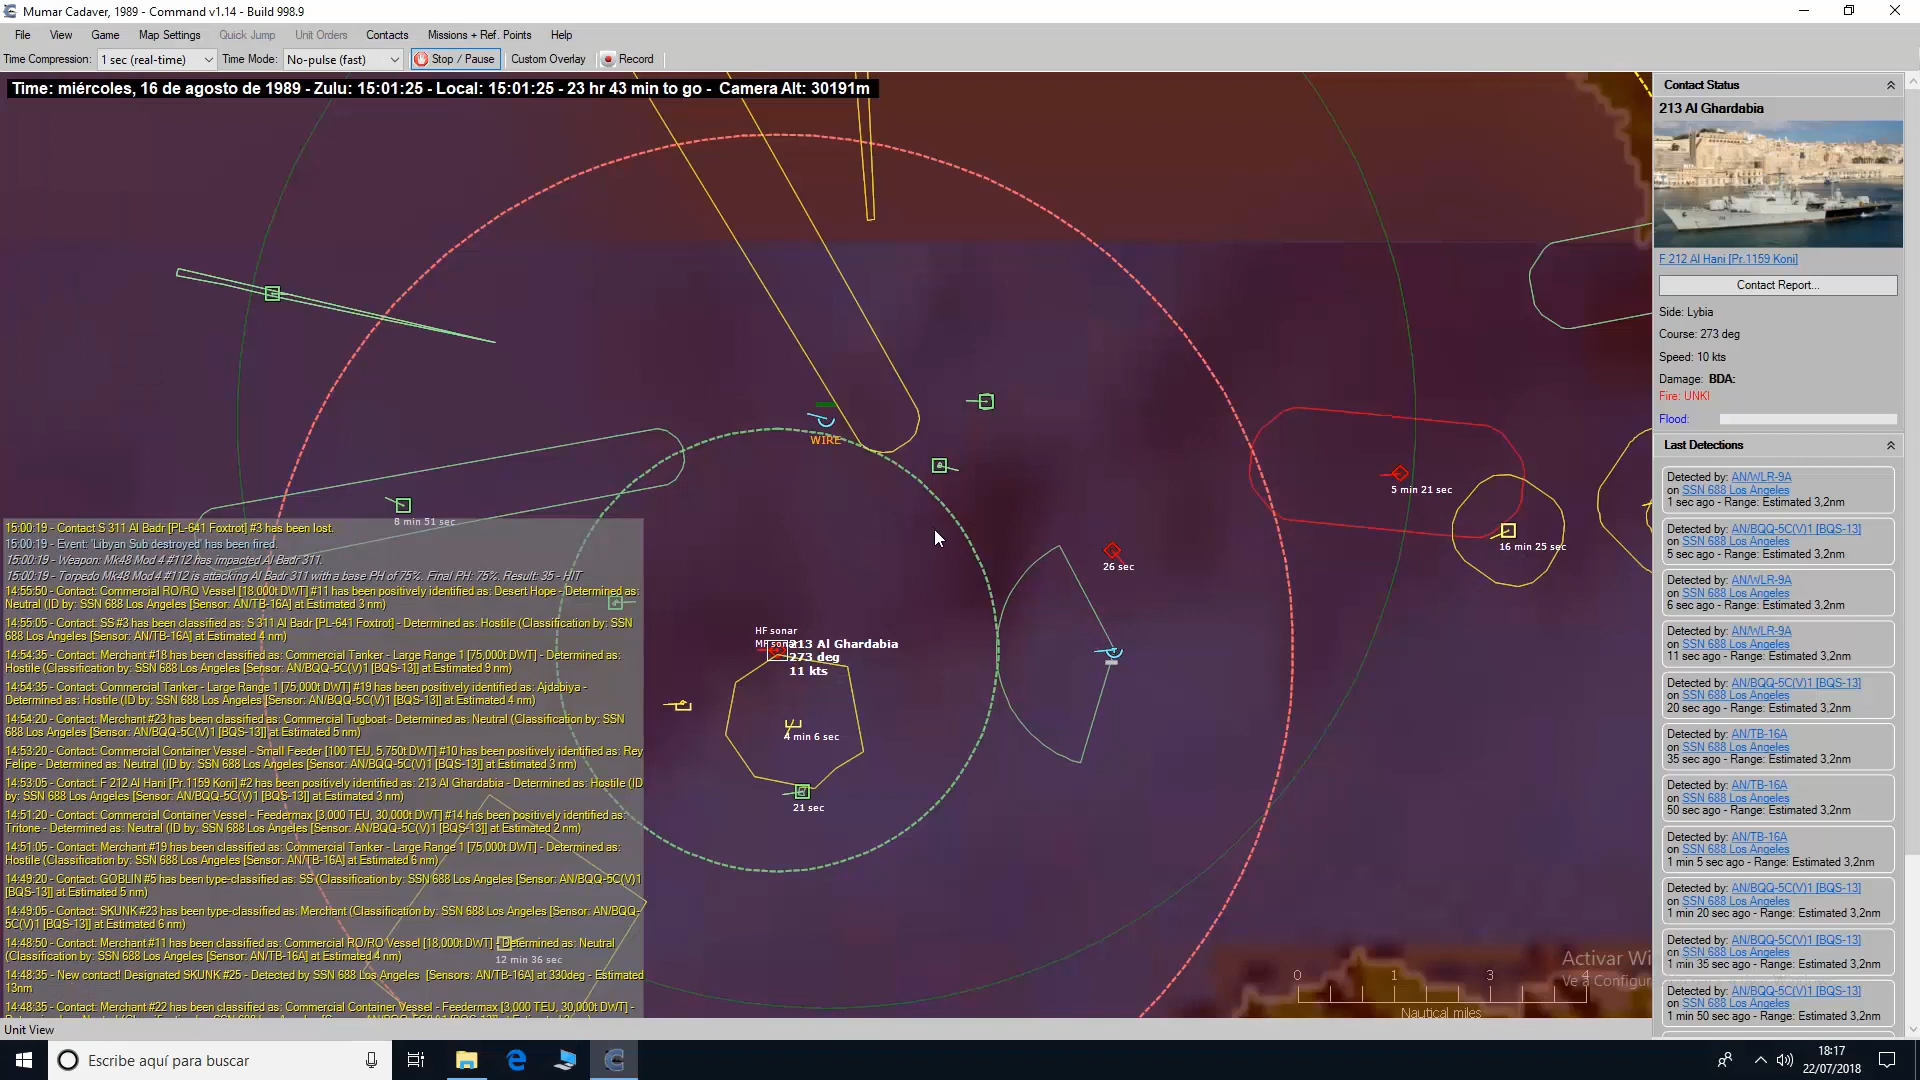 Mumar Cadaver, 1989 - Command v1.14 - Build 998.9
File View Game Map Settings Quick Jump Unit Orders Contacts Missions + Ref. Points Help
Time Compression: 1 sec (real-time) Time Mode: No-pulse (fast) Stop / Pause Custom Overlay Record
Time: miércoles, 16 de agosto de 1989 - Zulu: 15:01:25 - Local: 15:01:25 - 23 hr 43 min to go - Camera Alt: 30191m
WIRE
8 min 51 sec
5 min 21 sec
16 min 25 sec
26 sec
HF sonar
213 Al Ghardabia
273 deg
11 kts
4 min 6 sec
21 sec
12 min 36 sec
15:00:19 - Contact S 311 Al Badr [PL-641 Foxtrot] #3 has been lost.
15:00:19 - Event: 'Libyan Sub destroyed' has been fired.
15:00:19 - Weapon: Mk48 Mod 4 #112 has impacted Al Badr 311.
15:00:19 - Torpedo Mk48 Mod 4 #112 is attacking Al Badr 311 with a base PH of 75%. Final PH: 75%. Result: 35 - HIT
14:55:50 - Contact: Commercial RO/RO Vessel [18,000t DWT] #11 has been positively identified as: Desert Hope - Determined as:
Neutral (ID by: SSN 688 Los Angeles [Sensor: AN/TB-16A] at Estimated 3 nm)
14:55:05 - Contact: SS #3 has been classified as: S 311 Al Badr [PL-641 Foxtrot] - Determined as: Hostile (Classification by: SSN
688 Los Angeles [Sensor: AN/TB-16A] at Estimated 4 nm)
14:54:35 - Contact: Merchant #18 has been classified as: Commercial Tanker - Large Range 1 [75,000t DWT] - Determined as:
Hostile (Classification by: SSN 688 Los Angeles [Sensor: AN/BQQ-5C(V)1 [BQS-13]] at Estimated 9 nm)
14:54:35 - Contact: Commercial Tanker - Large Range 1 [75,000t DWT] #19 has been positively identified as: Ajdabiya -
Determined as: Hostile (ID by: SSN 688 Los Angeles [Sensor: AN/BQQ-5C(V)1 [BQS-13]] at Estimated 4 nm)
14:54:20 - Contact: Merchant #23 has been classified as: Commercial Tugboat - Determined as: Neutral (Classification by: SSN
688 Los Angeles [Sensor: AN/BQQ-5C(V)1 [BQS-13]] at Estimated 5 nm)
14:53:20 - Contact: Commercial Container Vessel - Small Feeder [100 TEU, 5,750t DWT] #10 has been positively identified as: Rey
Felipe - Determined as: Neutral (ID by: SSN 688 Los Angeles [Sensor: AN/BQQ-5C(V)1 [BQS-13]] at Estimated 3 nm)
14:53:05 - Contact: F 212 Al Hani [Pr.1159 Koni] #2 has been positively identified as: 213 Al Ghardabia - Determined as: Hostile (ID
by: SSN 688 Los Angeles [Sensor: AN/BQQ-5C(V)1 [BQS-13]] at Estimated 3 nm)
14:51:20 - Contact: Commercial Container Vessel - Feedermax [3,000 TEU, 30,000t DWT] #14 has been positively identified as:
Tritone - Determined as: Neutral (ID by: SSN 688 Los Angeles [Sensor: AN/BQQ-5C(V)1 [BQS-13]] at Estimated 2 nm)
14:51:05 - Contact: Merchant #19 has been classified as: Commercial Tanker - Large Range 1 [75,000t DWT] - Determined as:
Hostile (Classification by: SSN 688 Los Angeles [Sensor: AN/TB-16A] at Estimated 6 nm)
14:49:20 - Contact: GOBLIN #5 has been type-classified as: SS (Classification by: SSN 688 Los Angeles [Sensor: AN/BQQ-5C(V)1
[BQS-13]] at Estimated 5 nm)
14:49:05 - Contact: SKUNK #23 has been type-classified as: Merchant (Classification by: SSN 688 Los Angeles [Sensor: AN/BQQ-
5C(V)1 [BQS-13]] at Estimated 6 nm)
14:48:50 - Contact: Merchant #11 has been classified as: Commercial RO/RO Vessel [18,000t DWT] - Determined as: Neutral
(Classification by: SSN 688 Los Angeles [Sensor: AN/TB-16A] at Estimated 4 nm)
14:48:35 - New contact! Designated SKUNK #25 - Detected by SSN 688 Los Angeles [Sensors: AN/TB-16A] at 330deg - Estimated
13nm
14:48:35 - Contact: Merchant #22 has been classified as: Commercial Container Vessel - Feedermax [3,000 TEU, 30,000t DWT] -
Contact Status
213 Al Ghardabia
F 212 Al Hani [Pr.1159 Koni]
Contact Report...
Side: Lybia
Course: 273 deg
Speed: 10 kts
Damage: BDA:
Fire: UNKI
Flood:
Last Detections
Detected by: AN/WLR-9A
on SSN 688 Los Angeles
1 sec ago - Range: Estimated 3,2nm
Detected by: AN/BQQ-5C(V)1 [BQS-13]
on SSN 688 Los Angeles
5 sec ago - Range: Estimated 3,2nm
Detected by: AN/WLR-9A
on SSN 688 Los Angeles
6 sec ago - Range: Estimated 3,2nm
Detected by: AN/WLR-9A
on SSN 688 Los Angeles
11 sec ago - Range: Estimated 3,2nm
Detected by: AN/BQQ-5C(V)1 [BQS-13]
on SSN 688 Los Angeles
20 sec ago - Range: Estimated 3,2nm
Detected by: AN/TB-16A
on SSN 688 Los Angeles
35 sec ago - Range: Estimated 3,2nm
Detected by: AN/TB-16A
on SSN 688 Los Angeles
50 sec ago - Range: Estimated 3,2nm
Detected by: AN/TB-16A
on SSN 688 Los Angeles
1 min 5 sec ago - Range: Estimated 3,2nm
Detected by: AN/BQQ-5C(V)1 [BQS-13]
on SSN 688 Los Angeles
1 min 20 sec ago - Range: Estimated 3,2nm
Detected by: AN/BQQ-5C(V)1 [BQS-13]
on SSN 688 Los Angeles
1 min 35 sec ago - Range: Estimated 3,2nm
Detected by: AN/BQQ-5C(V)1 [BQS-13]
on SSN 688 Los Angeles
1 min 50 sec ago - Range: Estimated 3,2nm
Activar Wi
Ve a Configur
0 1 3 4
Nautical miles
Unit View
Escribe aquí para buscar
18:17
22/07/2018